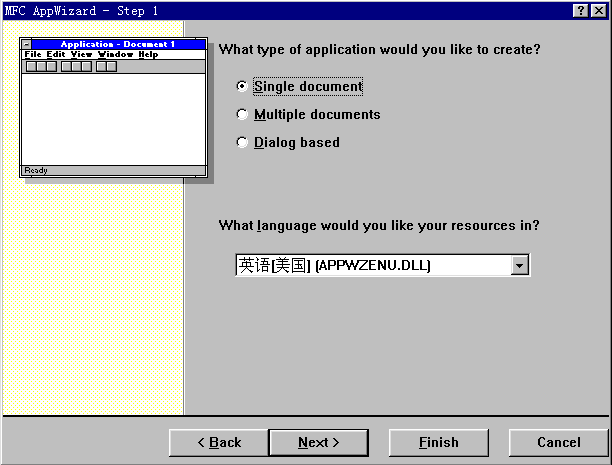 MFC AppWizard - Step 1
Application - Document 1
File Edit View Window Help
Ready
What type of application would you like to create?
Single document
Multiple documents
Dialog based
What language would you like your resources in?
英语[美国] (APPWZENU.DLL)
< Back
Next >
Finish
Cancel